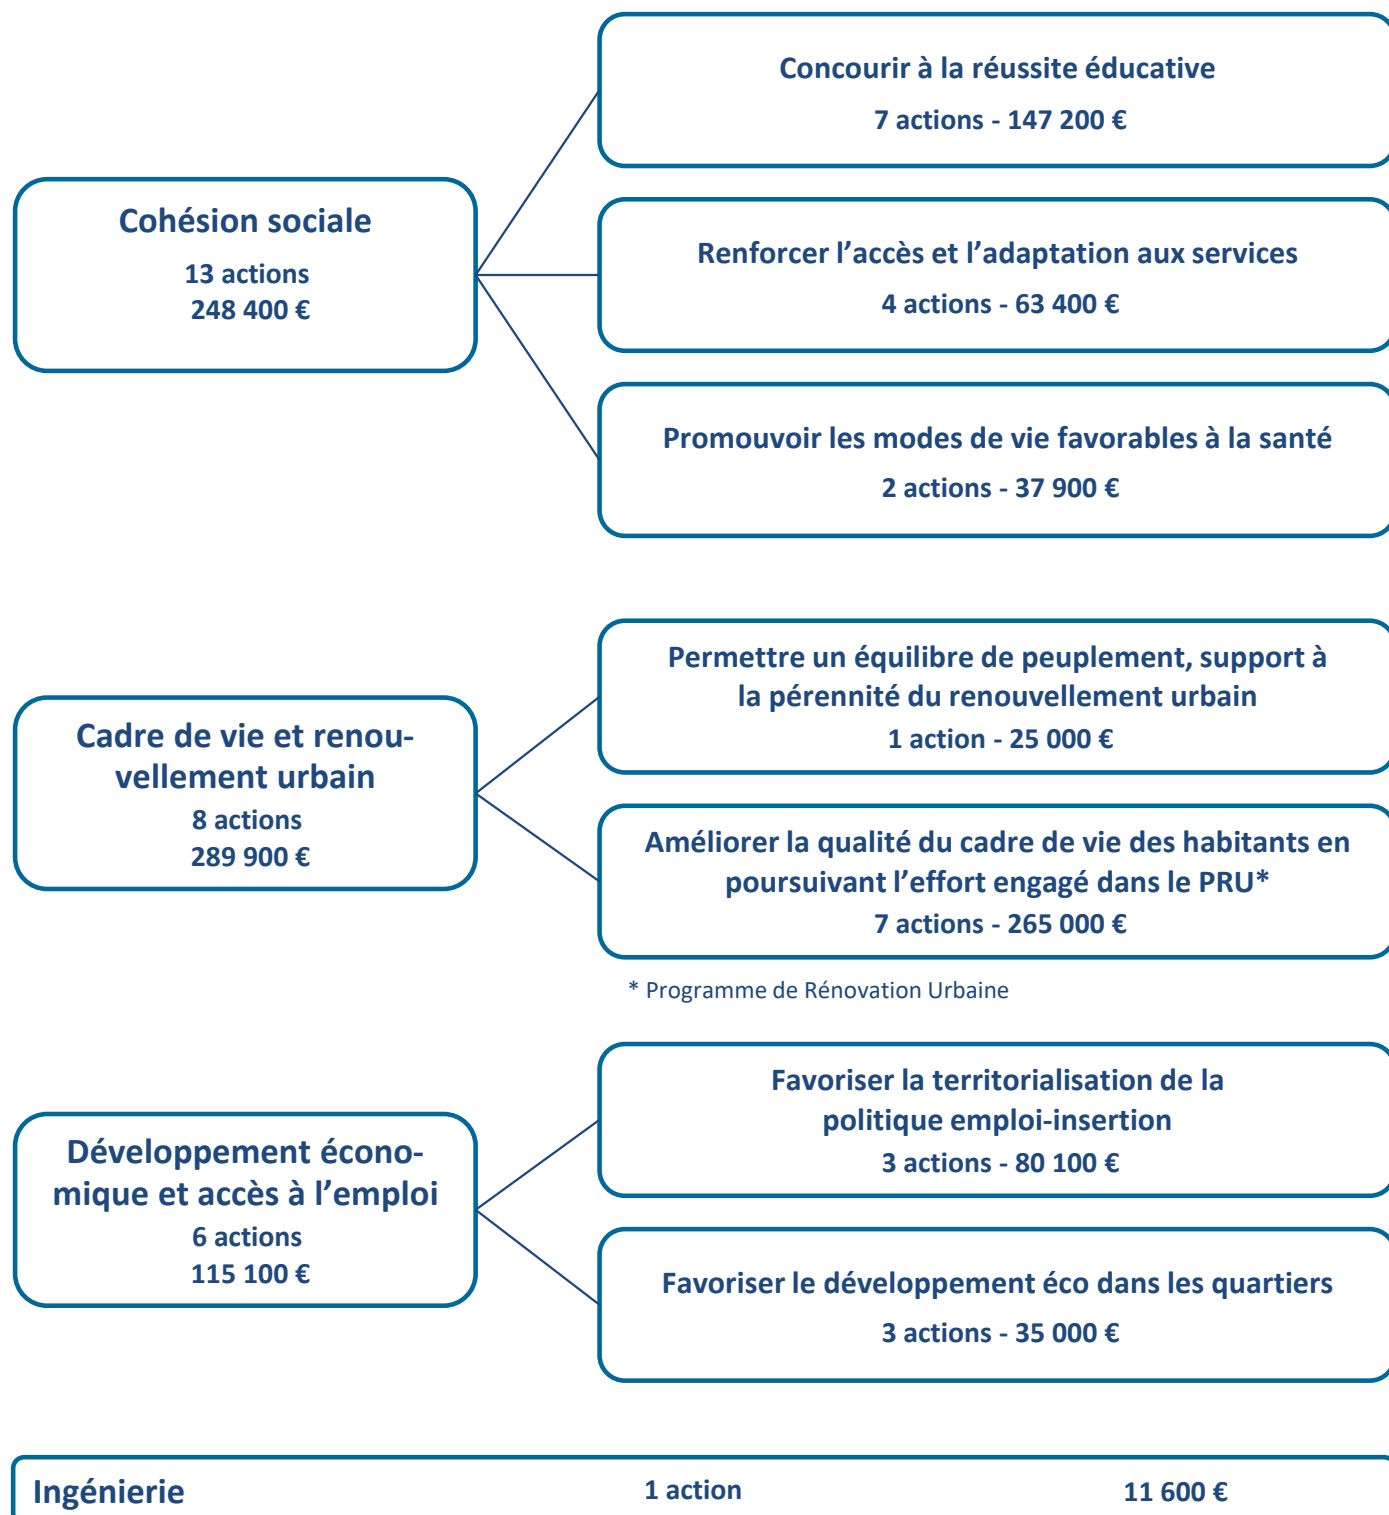 Concourir à la réussite éducative
7 actions - 147 200 €
Cohésion sociale
13 actions
248 400 €
Renforcer l’accès et l’adaptation aux services
4 actions - 63 400 €
Promouvoir les modes de vie favorables à la santé
2 actions - 37 900 €
Permettre un équilibre de peuplement, support à
la pérennité du renouvellement urbain
1 action - 25 000 €
Cadre de vie et renou-
vellement urbain
8 actions
289 900 €
Améliorer la qualité du cadre de vie des habitants en
poursuivant l’effort engagé dans le PRU*
7 actions - 265 000 €
* Programme de Rénovation Urbaine
Favoriser la territorialisation de la
politique emploi-insertion
3 actions - 80 100 €
Développement écono-
mique et accès à l’emploi
6 actions
115 100 €
Favoriser le développement éco dans les quartiers
3 actions - 35 000 €
Ingénierie 1 action 11 600 €